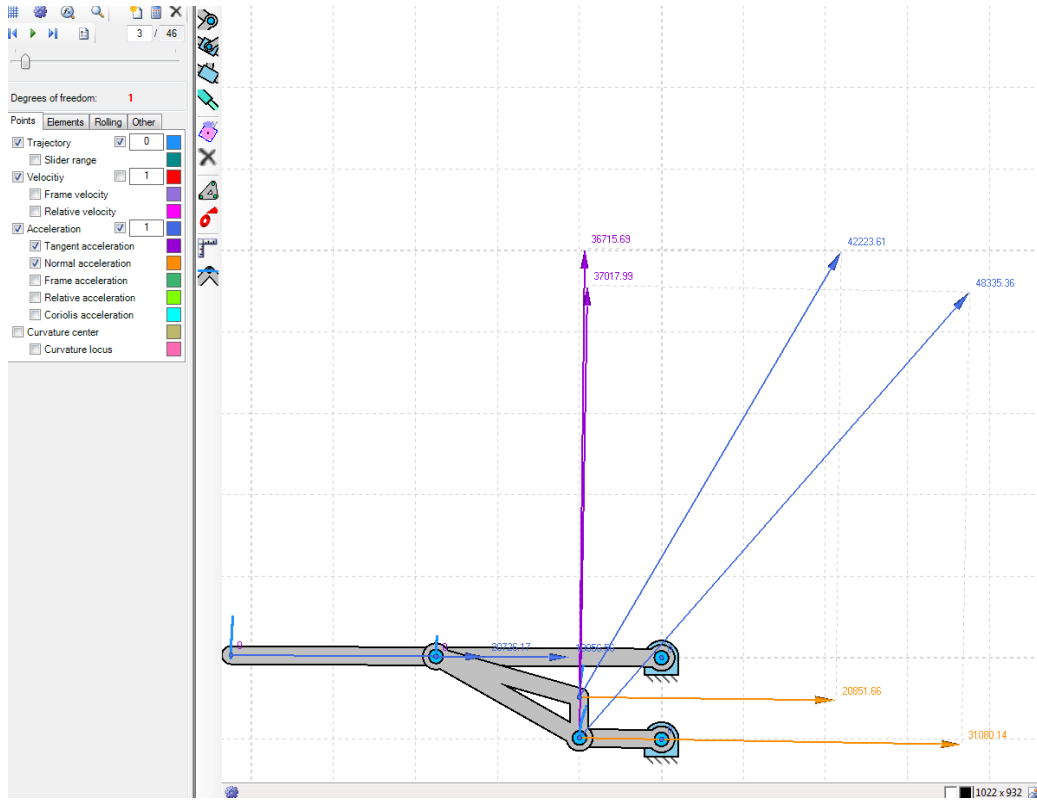 3 / 46
Degrees of freedom: 1
Points Elements Rolling Other
Trajectory 0
Slider range
Velocitiy 1
Frame velocity
Relative velocity
Acceleration 1
Tangent acceleration
Normal acceleration
Frame acceleration
Relative acceleration
Coriolis acceleration
Curvature center
Curvature locus
36715.69
42223.61
37017.99
48335.36
0
0
20851.66
31080.14
1022 x 932